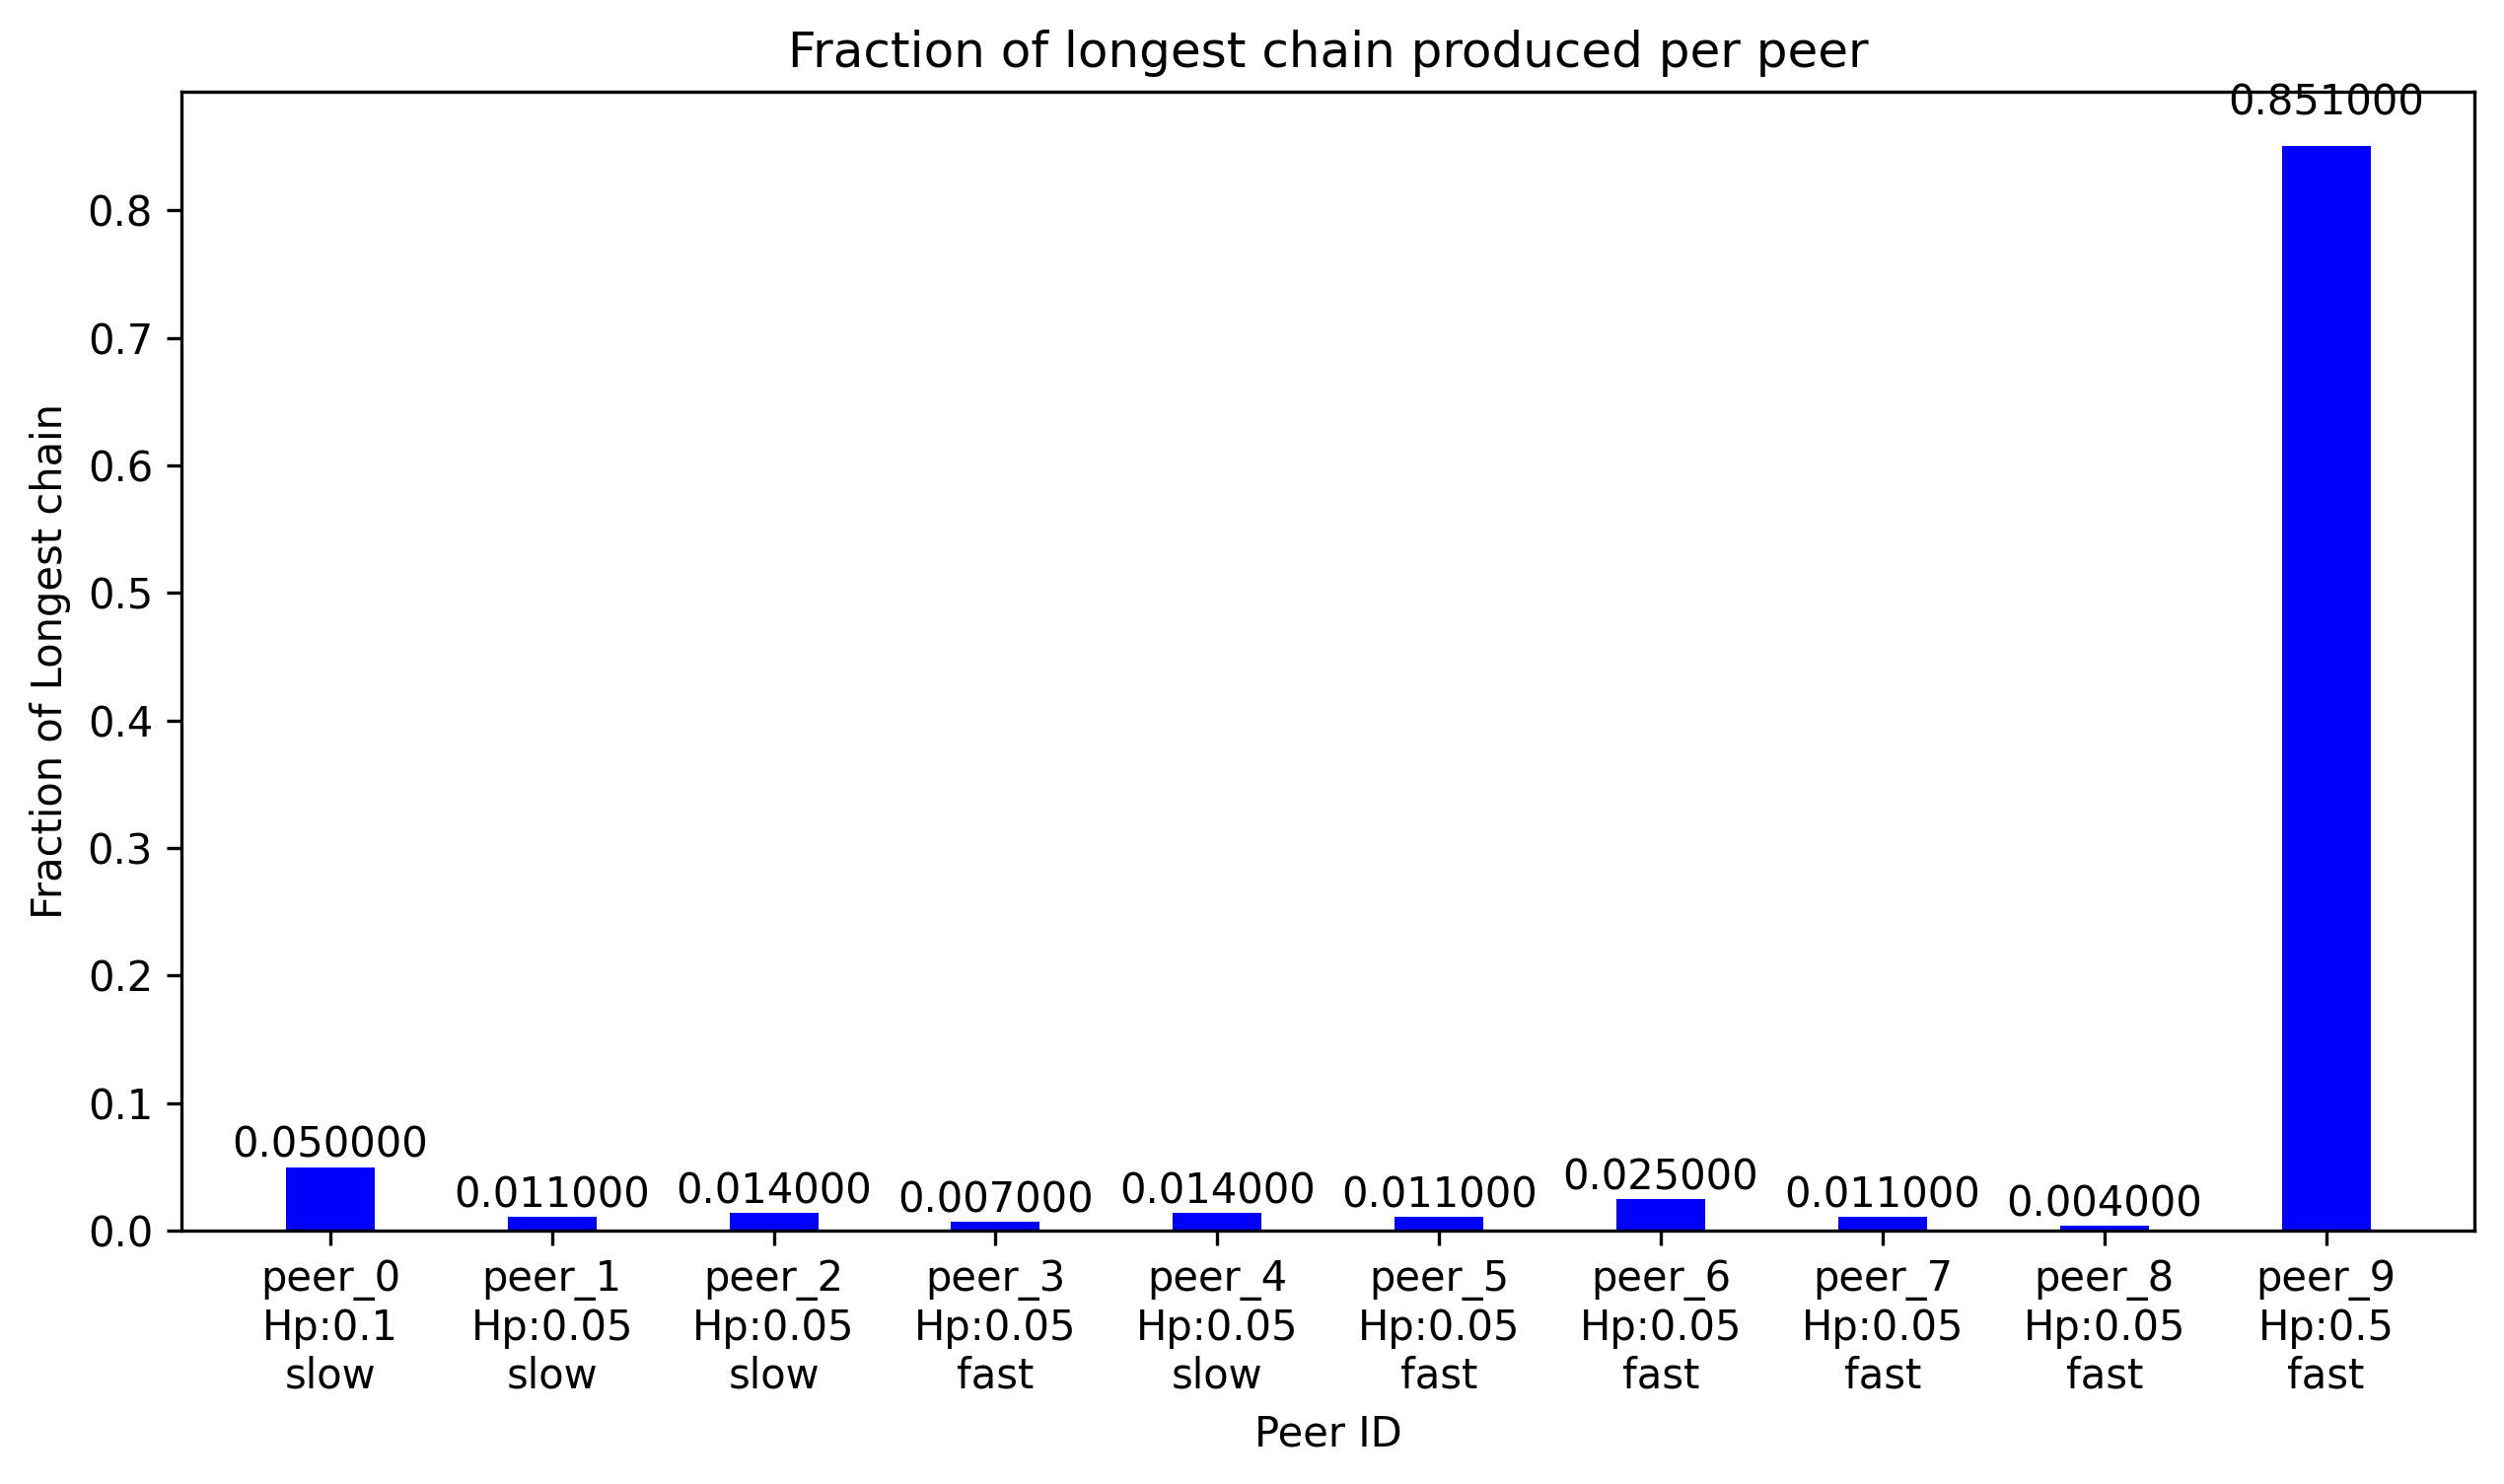 Fraction of longest chain produced per peer
Fraction of Longest chain
0.8
0.7
0.6
0.5
0.4
0.3
0.2
0.1
0.0
0.050000
0.011000
0.014000
0.007000
0.014000
0.011000
0.025000
0.011000
0.004000
0.851000
peer_0
Hp:0.1
slow
peer_1
Hp:0.05
slow
peer_2
Hp:0.05
slow
peer_3
Hp:0.05
fast
peer_4
Hp:0.05
slow
peer_5
Hp:0.05
fast
peer_6
Hp:0.05
fast
peer_7
Hp:0.05
fast
peer_8
Hp:0.05
fast
peer_9
Hp:0.5
fast
Peer ID